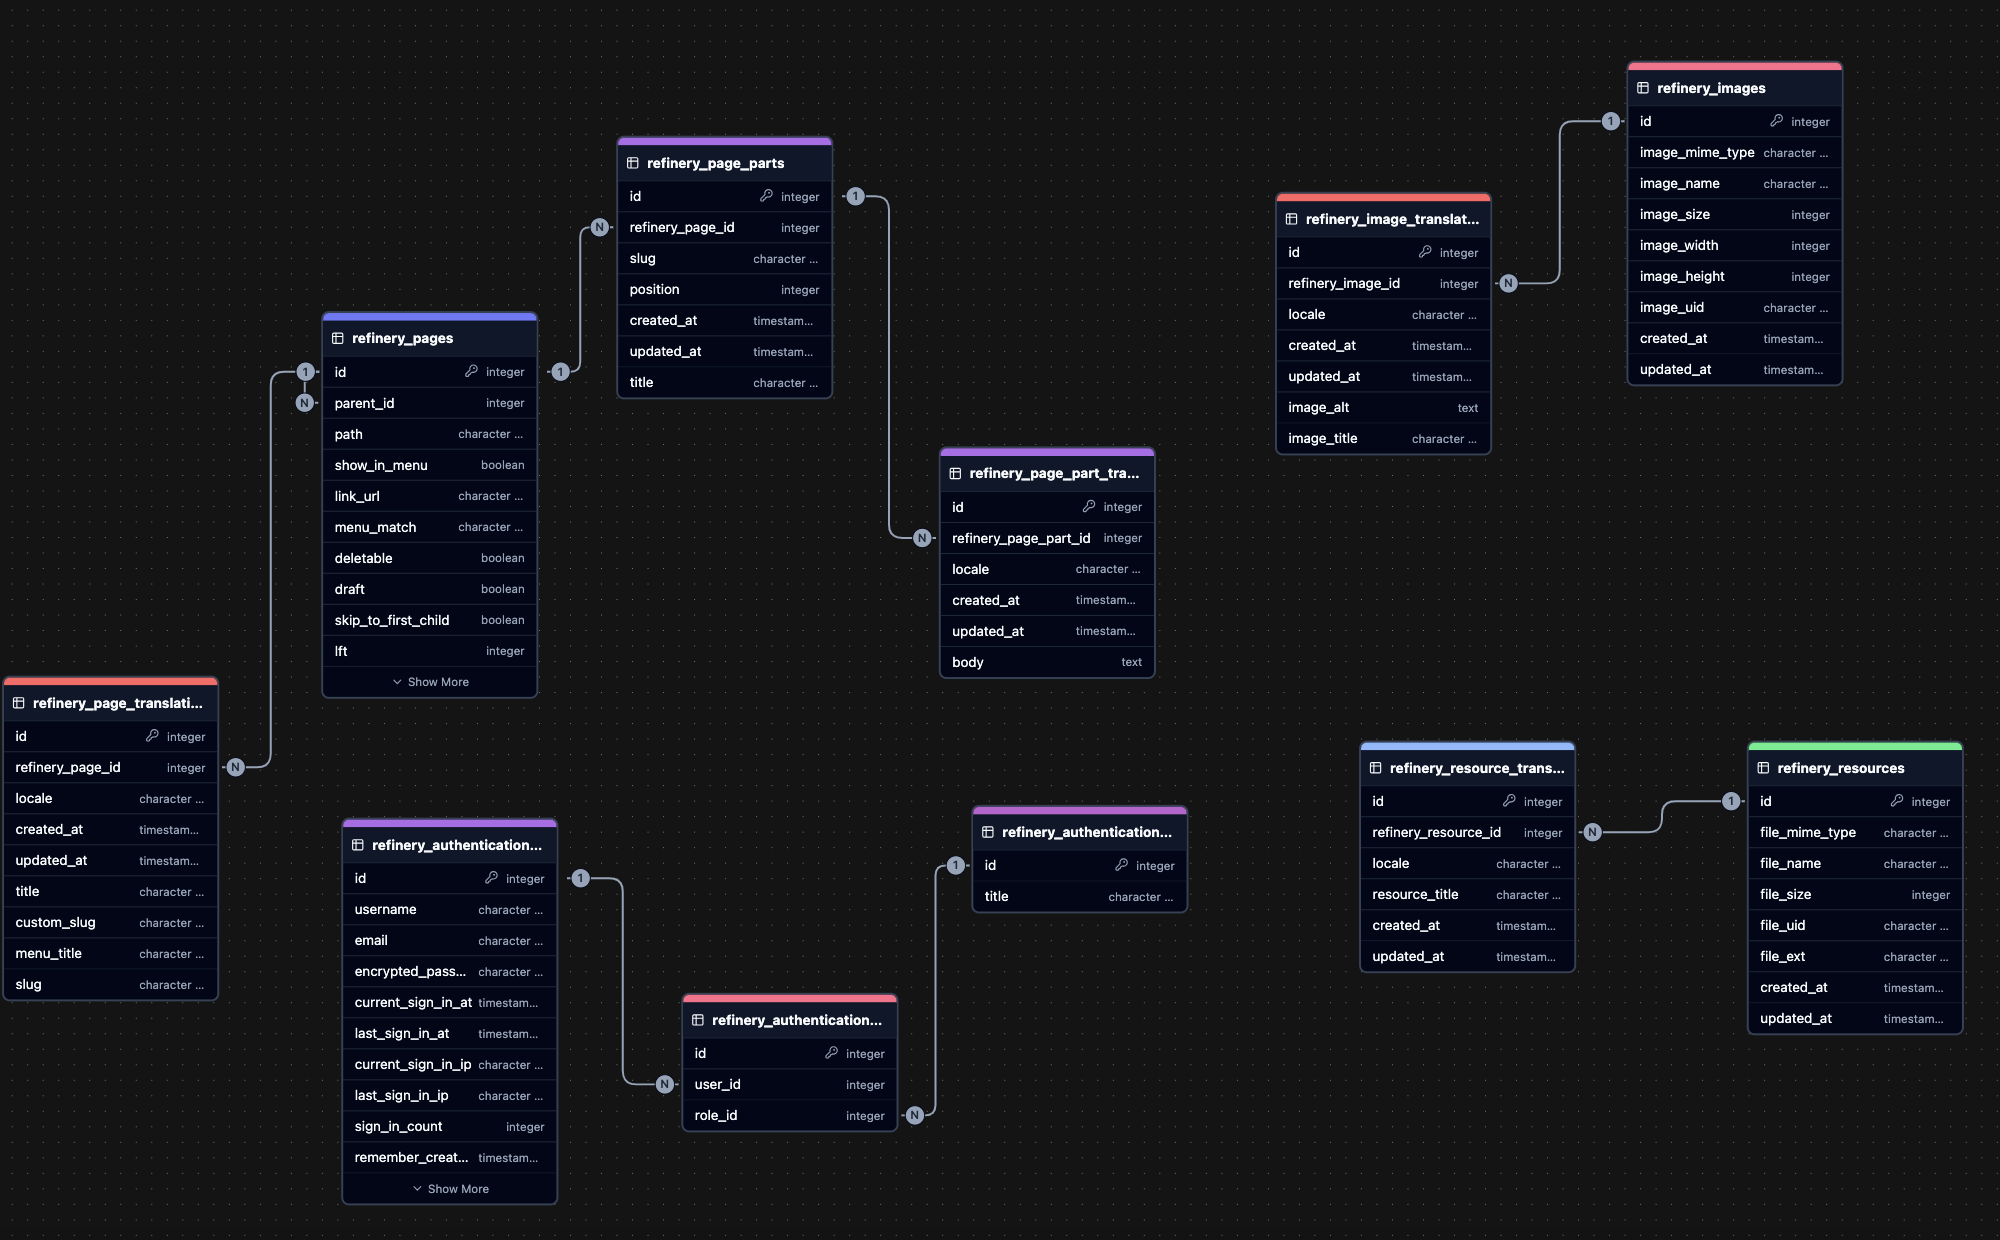 refinery_images
id integer
image_mime_type character ...
image_name character ...
image_size integer
image_width integer
image_height integer
image_uid character ...
created_at timestam...
updated_at timestam...
1
refinery_page_parts
id integer
refinery_page_id integer
slug character ...
position integer
created_at timestam...
updated_at timestam...
title character ...
1
N
refinery_image_translat...
id integer
refinery_image_id integer
locale character ...
created_at timestam...
updated_at timestam...
image_alt text
image_title character ...
N
refinery_pages
id integer
parent_id integer
path character ...
show_in_menu boolean
link_url character ...
menu_match character ...
deletable boolean
draft boolean
skip_to_first_child boolean
lft integer
Show More
1
N
1
refinery_page_part_tra...
id integer
refinery_page_part_id integer
locale character ...
created_at timestam...
updated_at timestam...
body text
N
refinery_page_translati...
id integer
refinery_page_id integer
locale character ...
created_at timestam...
updated_at timestam...
title character ...
custom_slug character ...
menu_title character ...
slug character ...
N
refinery_authentication...
id integer
username character ...
email character ...
encrypted_pass... character ...
current_sign_in_at timestam...
last_sign_in_at timestam...
current_sign_in_ip character ...
last_sign_in_ip character ...
sign_in_count integer
remember_creat... timestam...
Show More
1
refinery_authentication...
id integer
user_id integer
role_id integer
N
N
refinery_authentication...
id integer
title character ...
1
refinery_resource_trans...
id integer
refinery_resource_id integer
locale character ...
resource_title character ...
created_at timestam...
updated_at timestam...
N
refinery_resources
id integer
file_mime_type character ...
file_name character ...
file_size integer
file_uid character ...
file_ext character ...
created_at timestam...
updated_at timestam...
1